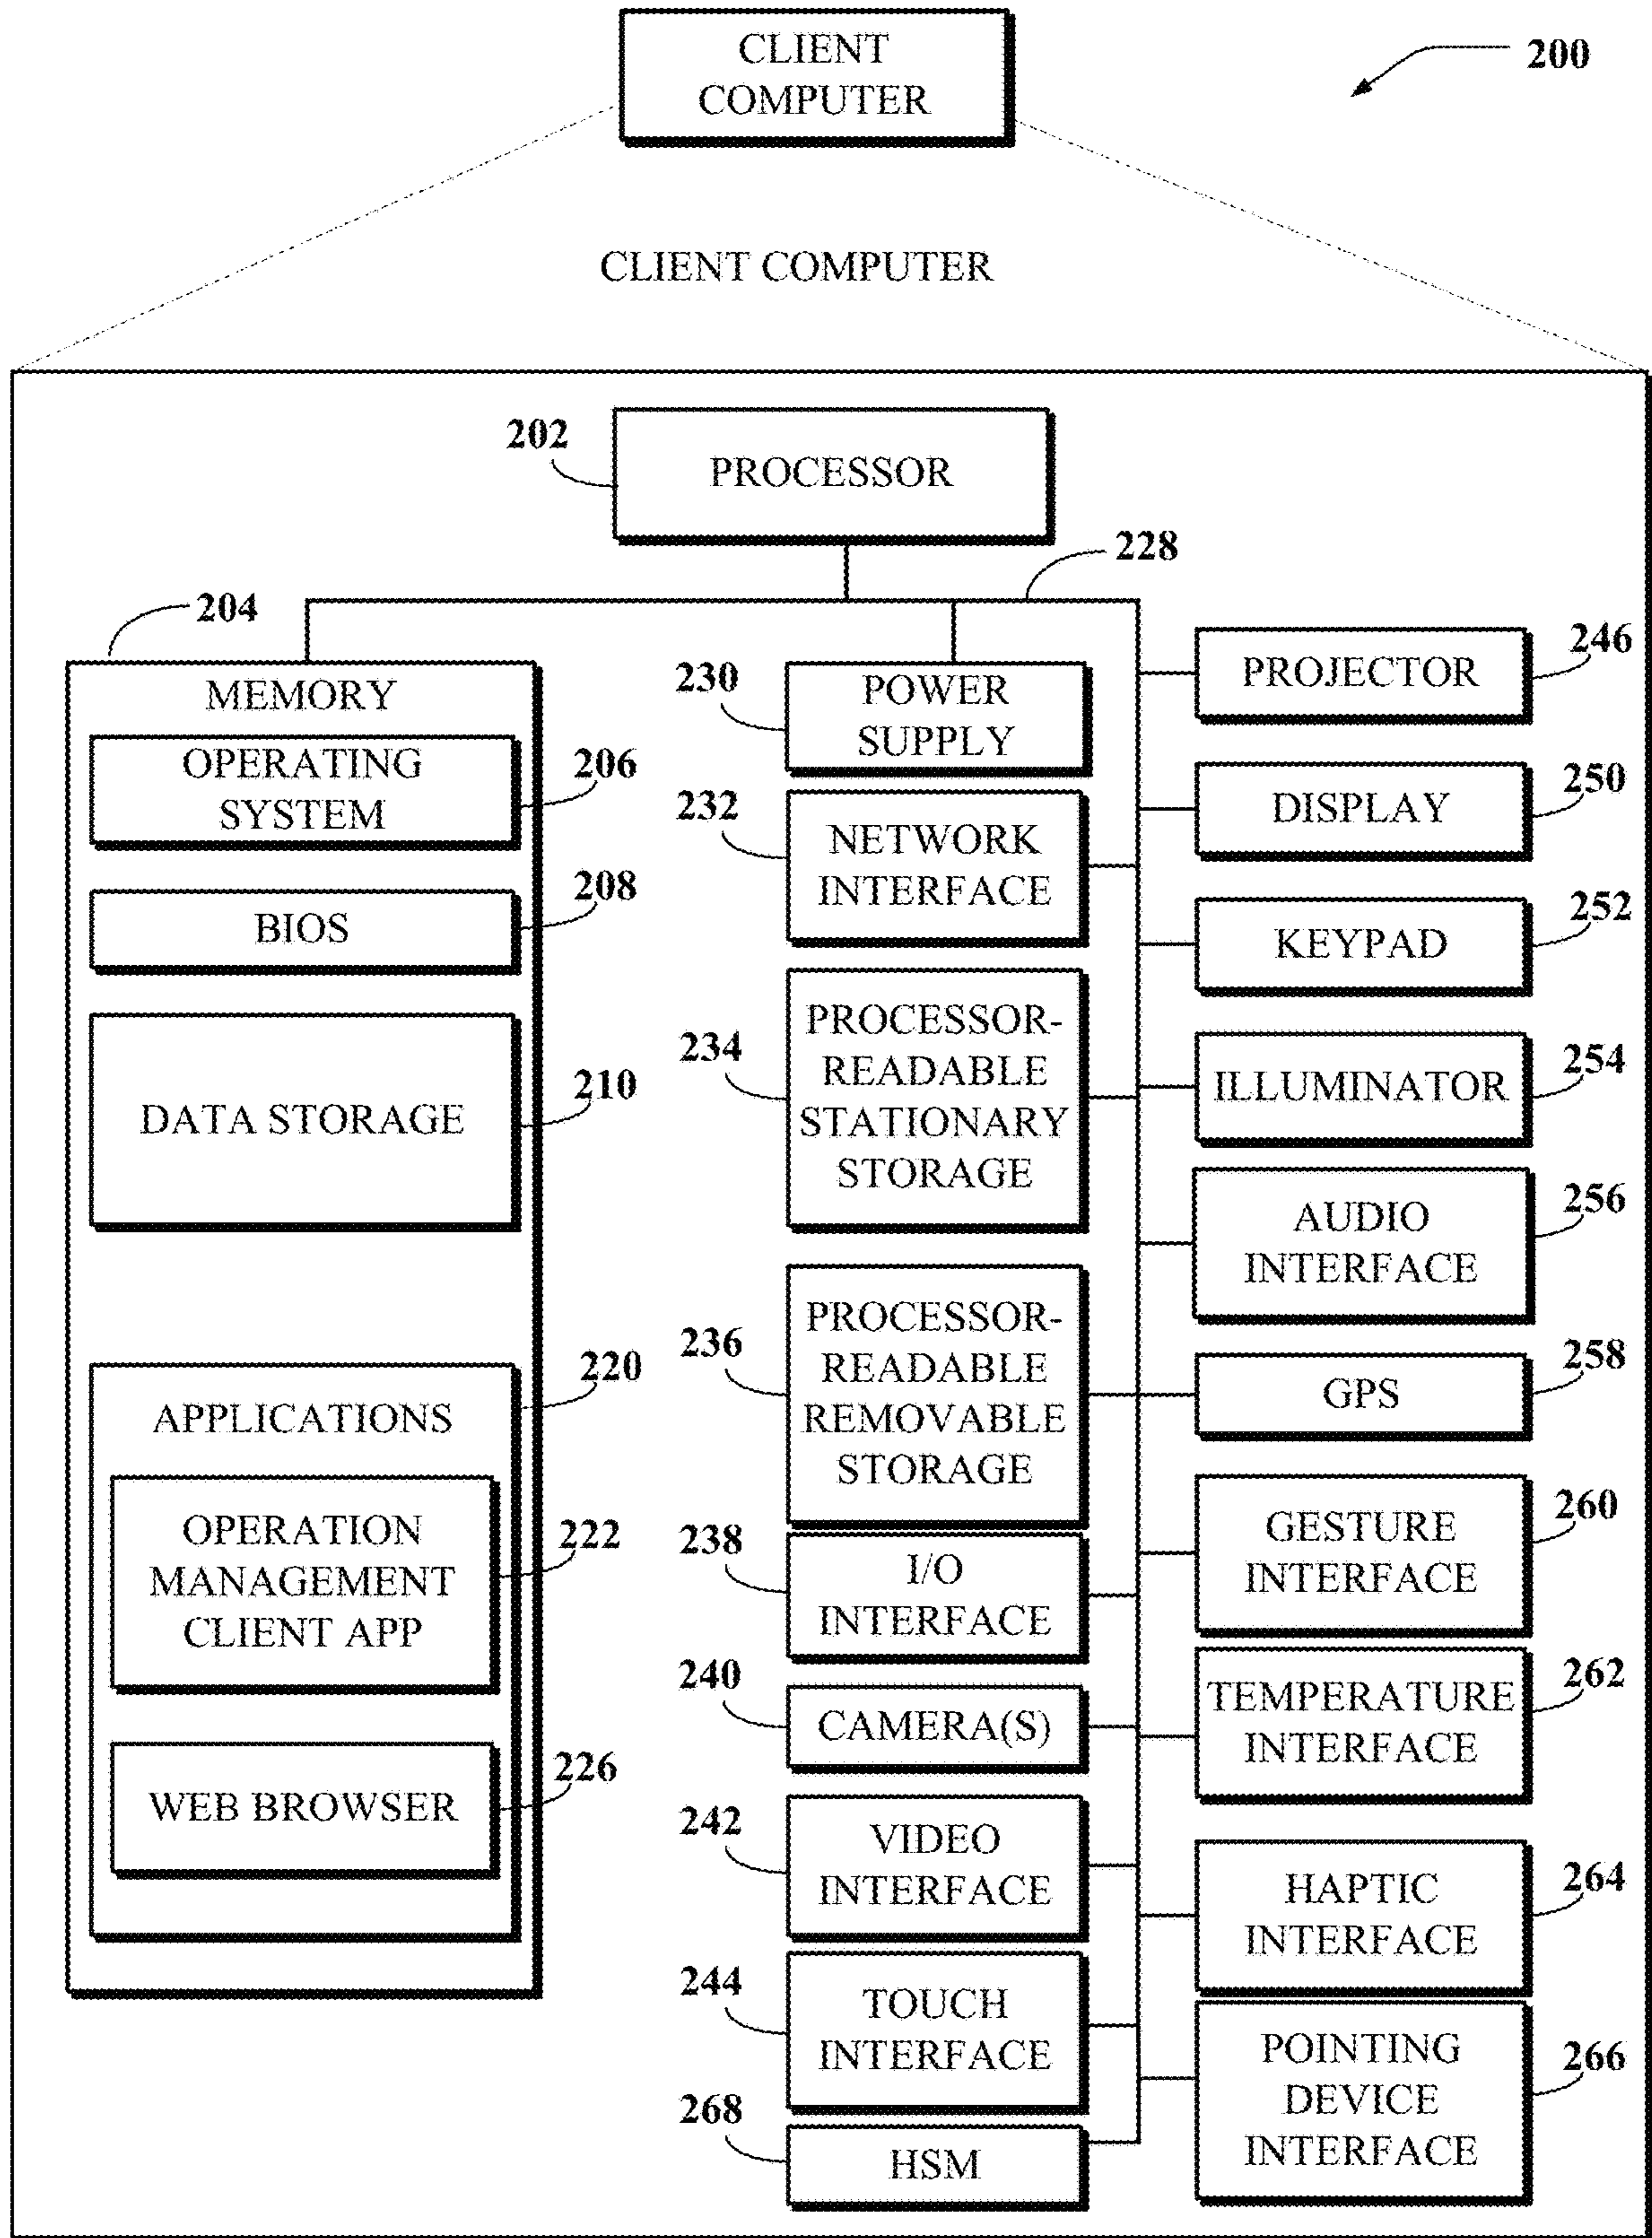 CLIENT
COMPUTER
200
CLIENT COMPUTER
202
PROCESSOR
228
204
MEMORY
OPERATING
SYSTEM
206
BIOS
208
DATA STORAGE
210
APPLICATIONS
220
OPERATION
MANAGEMENT
CLIENT APP
222
WEB BROWSER
226
230
POWER
SUPPLY
232
NETWORK
INTERFACE
234
PROCESSOR-
READABLE
STATIONARY
STORAGE
236
PROCESSOR-
READABLE
REMOVABLE
STORAGE
238
I/O
INTERFACE
240
CAMERA(S)
242
VIDEO
INTERFACE
244
TOUCH
INTERFACE
268
HSM
PROJECTOR
246
DISPLAY
250
KEYPAD
252
ILLUMINATOR
254
AUDIO
INTERFACE
256
GPS
258
GESTURE
INTERFACE
260
TEMPERATURE
INTERFACE
262
HAPTIC
INTERFACE
264
POINTING
DEVICE
INTERFACE
266